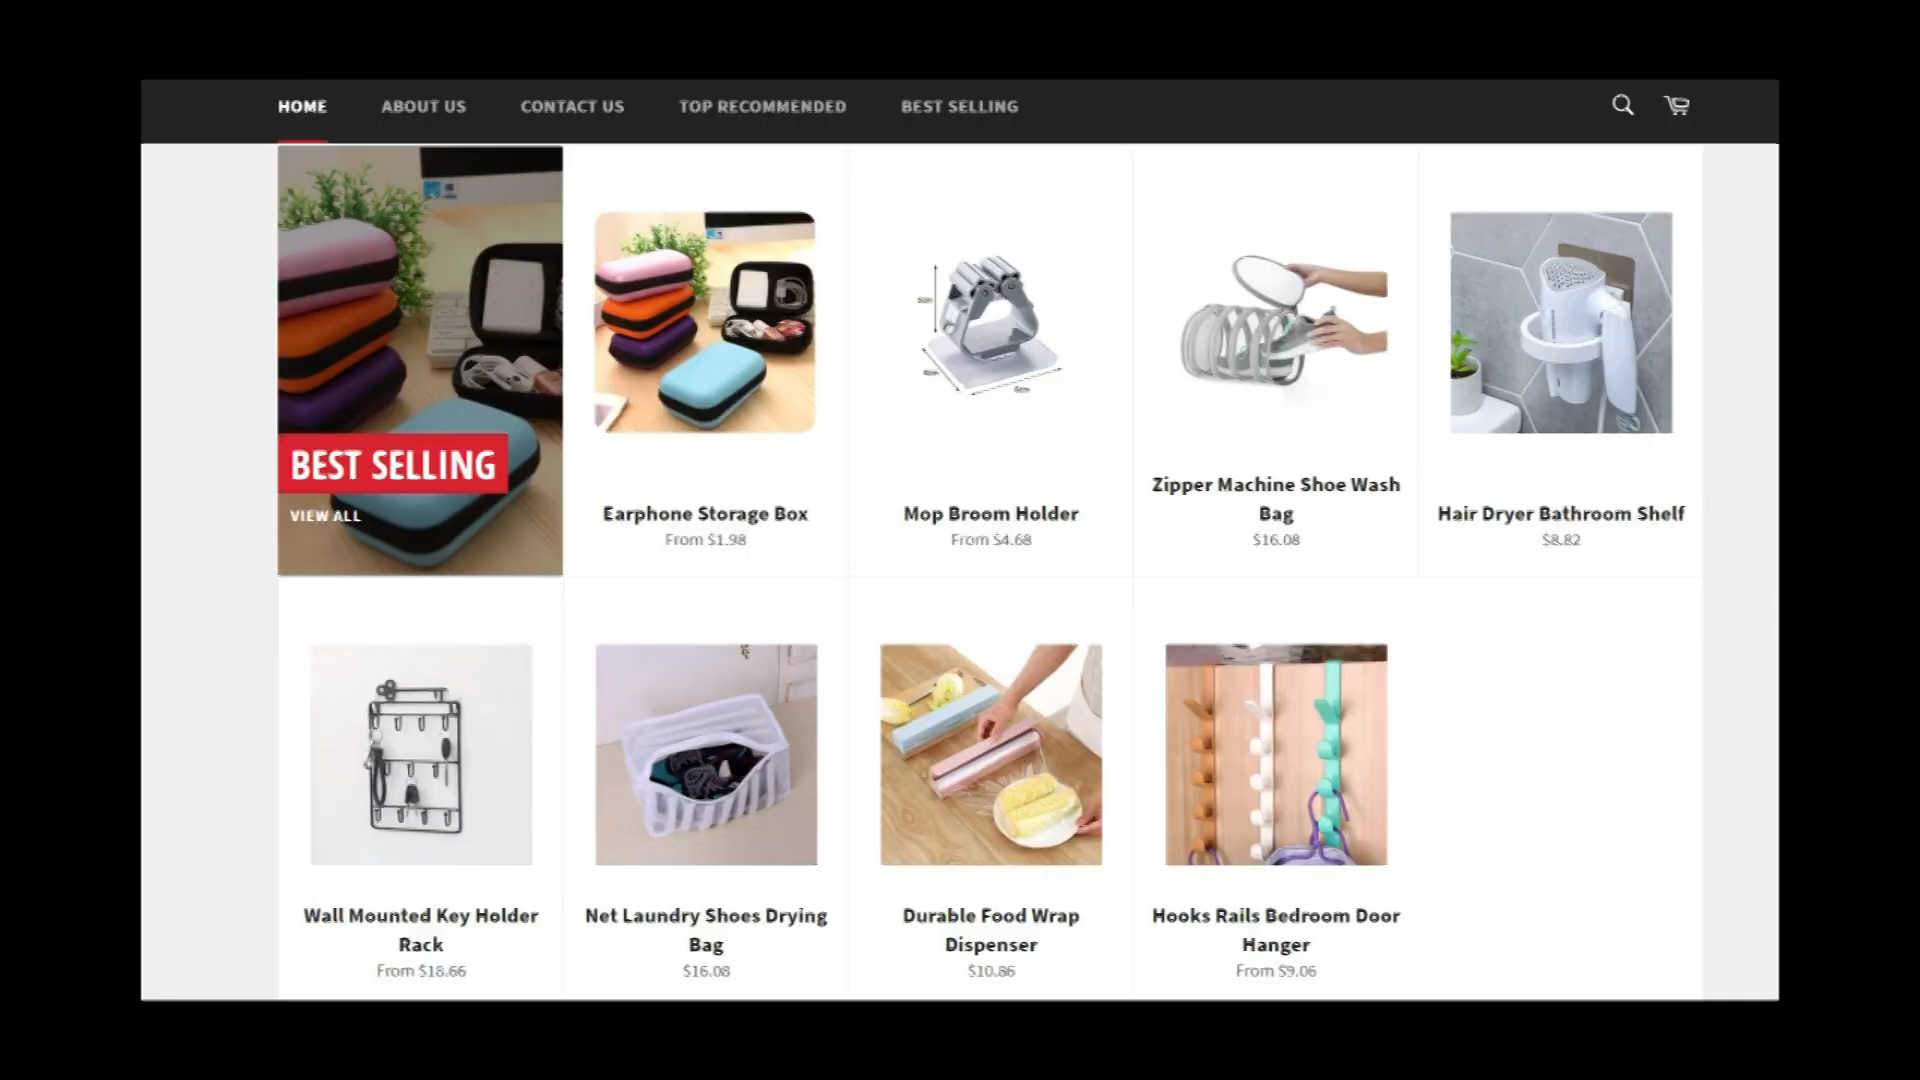 HOME ABOUT US CONTACT US TOP RECOMMENDED BEST SELLING
BEST SELLING
VIEW ALL
Earphone Storage Box
From $1.98
Mop Broom Holder
From $4.68
Zipper Machine Shoe Wash
Bag
$16.08
Hair Dryer Bathroom Shelf
$8.82
Wall Mounted Key Holder
Rack
From $18.66
Net Laundry Shoes Drying
Bag
$16.08
Durable Food Wrap
Dispenser
$10.86
Hooks Rails Bedroom Door
Hanger
From $9.06